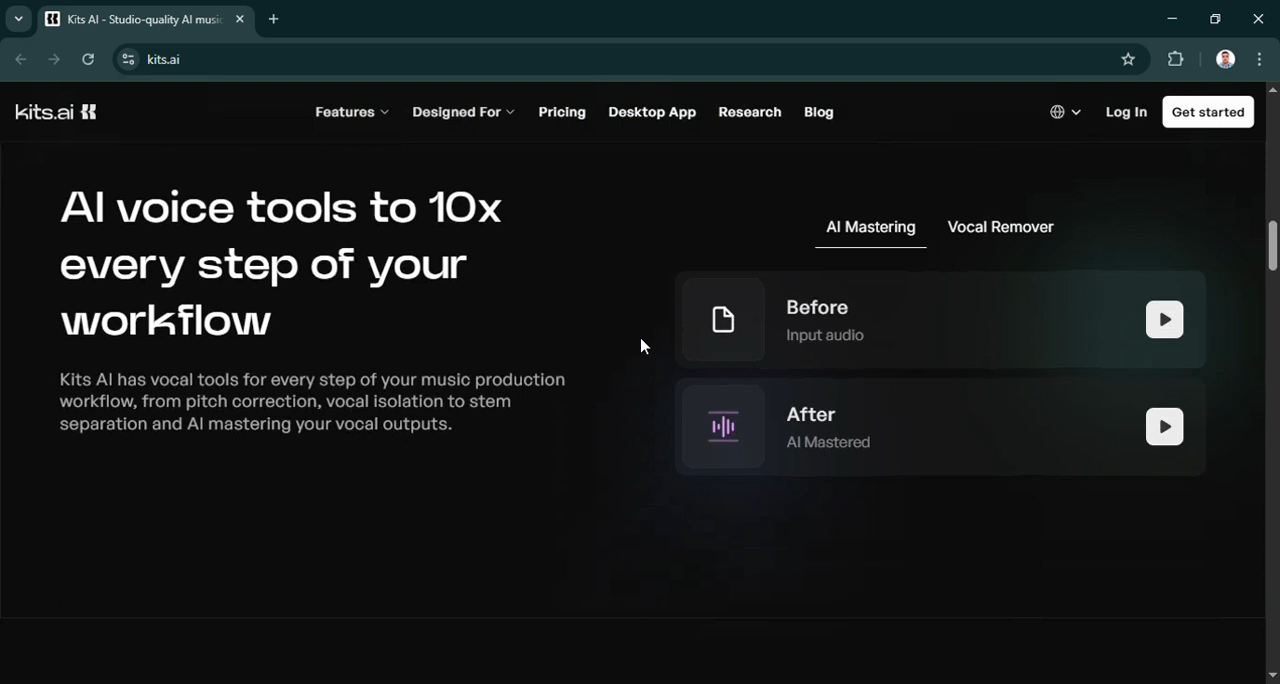 Kits AI - Studio-quality AI music
kits.ai
kits.ai
Features
Designed For
Pricing
Desktop App
Research
Blog
Log In
Get started
AI voice tools to 10x
every step of your
workflow
Kits AI has vocal tools for every step of your music production
workflow, from pitch correction, vocal isolation to stem
separation and AI mastering your vocal outputs.
AI Mastering
Vocal Remover
Before
Input audio
After
AI Mastered